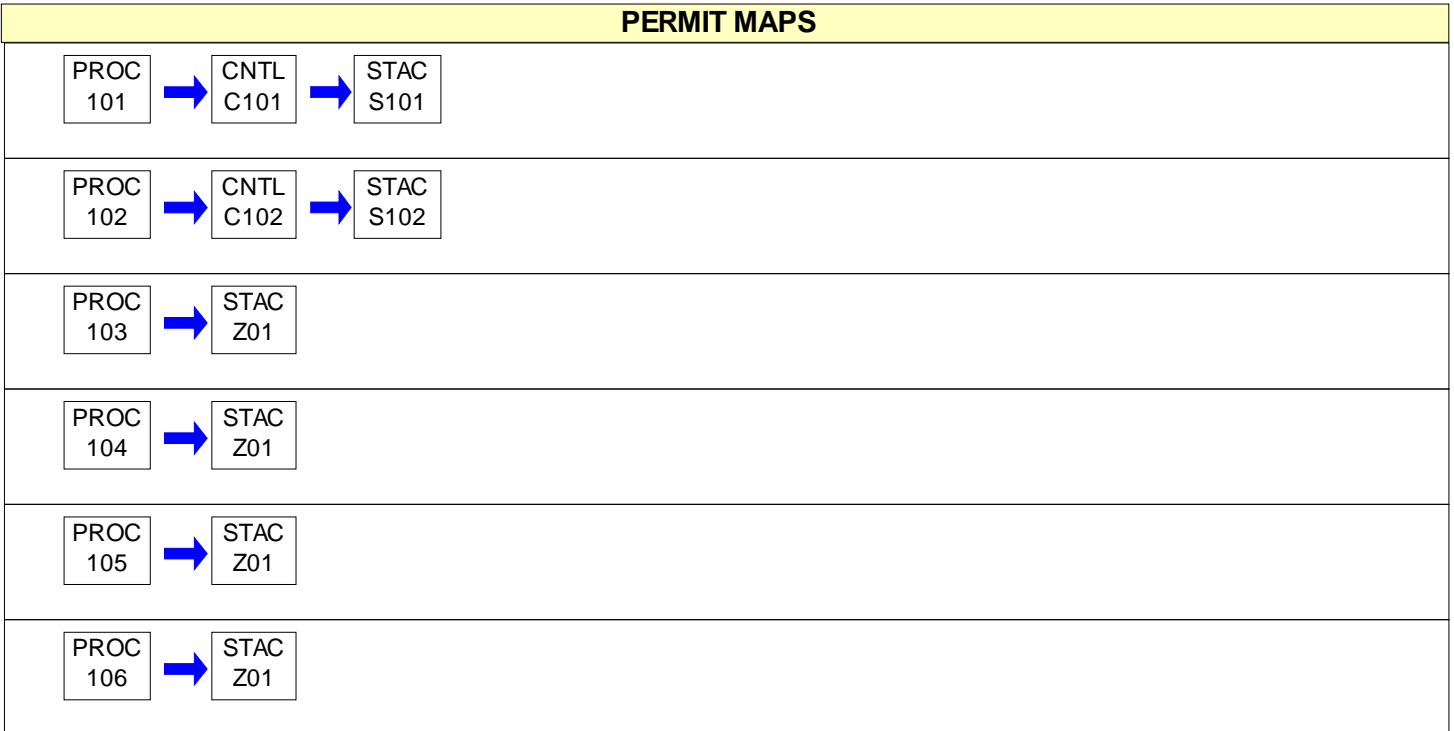 PERMIT MAPS
PROC CNTL STAC
101 C101 S101
PROC CNTL STAC
102 C102 S102
PROC STAC
103 Z01
PROC STAC
104 Z01
PROC STAC
105 Z01
PROC STAC
106 Z01